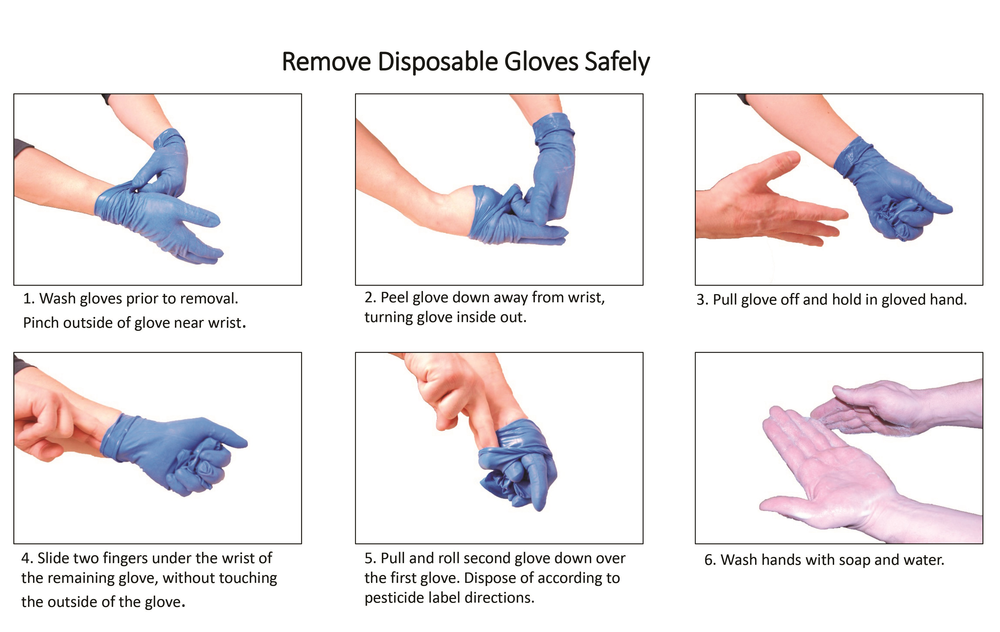 Remove Disposable Gloves Safely
1. Wash gloves prior to removal.
Pinch outside of glove near wrist.
2. Peel glove down away from wrist,
turning glove inside out.
3. Pull glove off and hold in gloved hand.
4. Slide two fingers under the wrist of
the remaining glove, without touching
the outside of the glove.
5. Pull and roll second glove down over
the first glove. Dispose of according to
pesticide label directions.
6. Wash hands with soap and water.